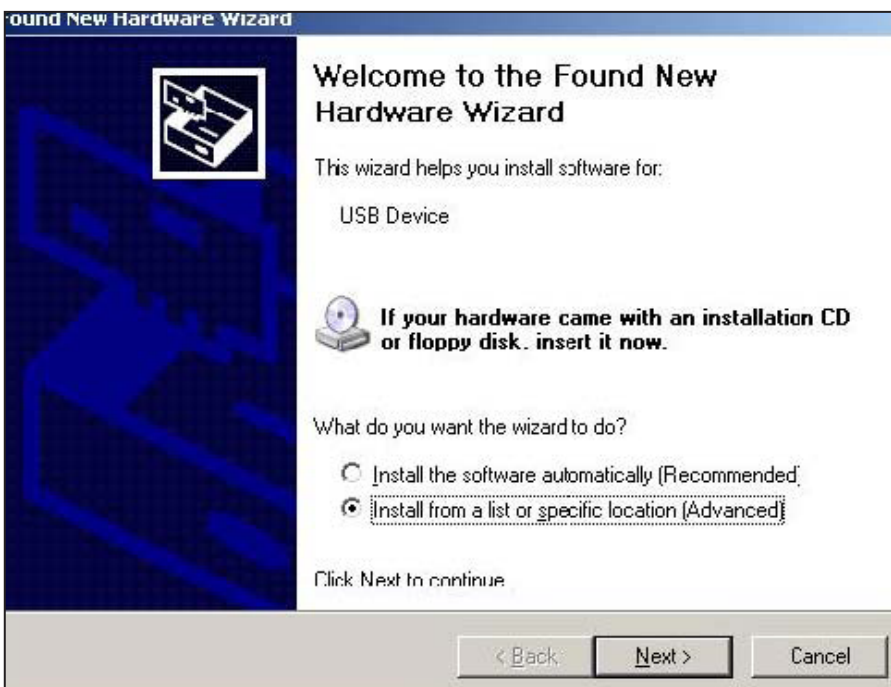 ound New Hardware Wizard
Welcome to the Found New
Hardware Wizard
This wizard helps you install software for:
USB Device
If your hardware came with an installation CD
or floppy disk, insert it now.
What do you want the wizard to do?
Install the software automatically (Recommended)
Install from a list or specific location (Advanced)
Click Next to continue
< Back
Next >
Cancel